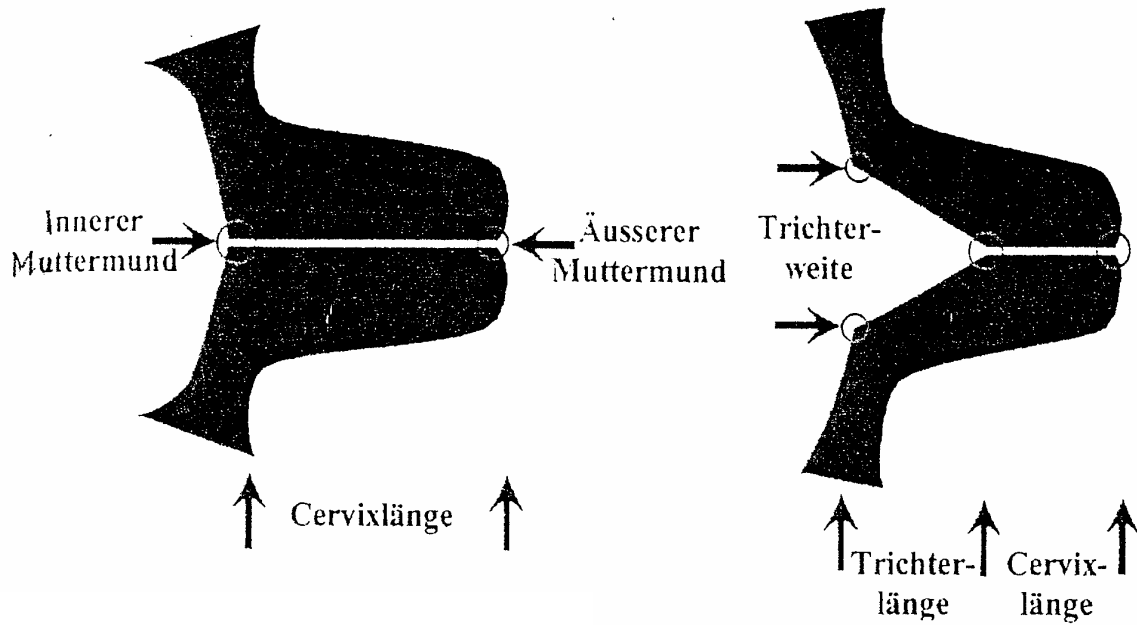 Innerer
Muttermund
Äusserer
Muttermund
Cervixlänge
Trichter-
weite
Trichter-
länge
Cervix-
länge